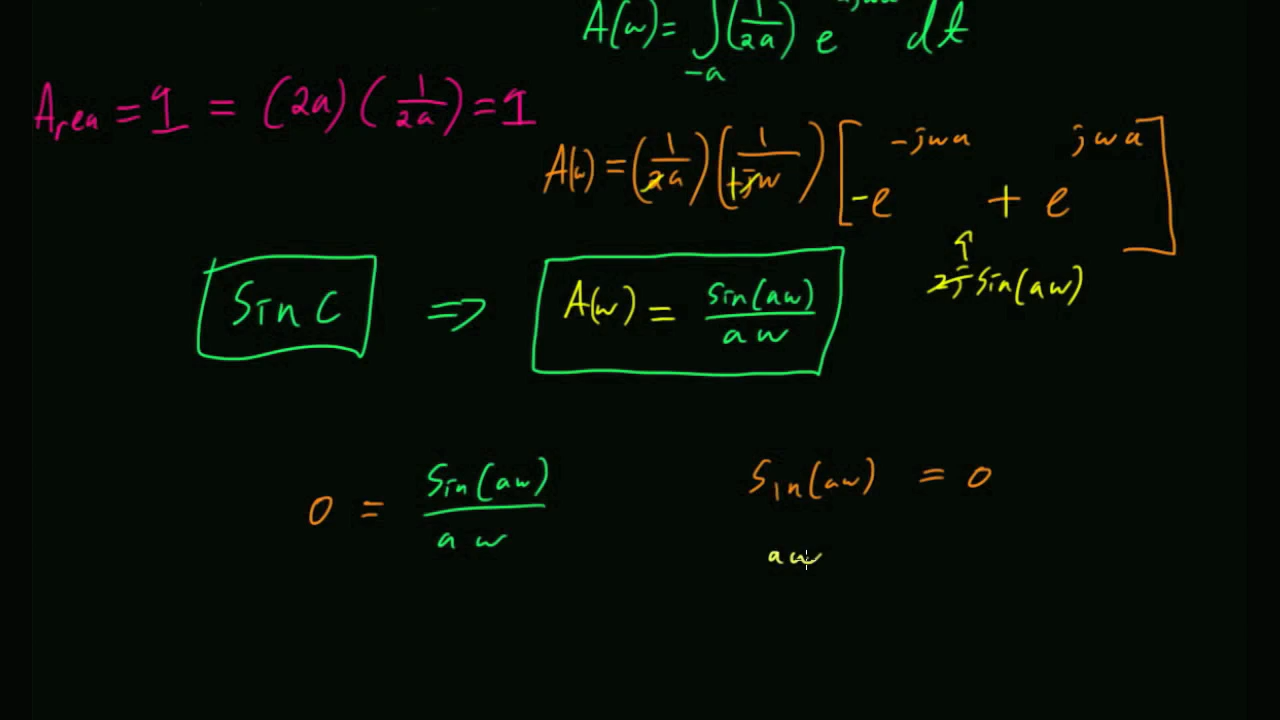 A(w) = ∫ -a (1/2a) e dt
Area = 1 = (2a)(1/2a) = 1
A(w) = (1/2a)(1/+jw)[-e^-jwa + e^jwa]
2j sin(aw)
Sinc ⇒ A(w) = sin(aw)/aw
0 = Sin(aw)/aw
Sin(aw) = 0
aw